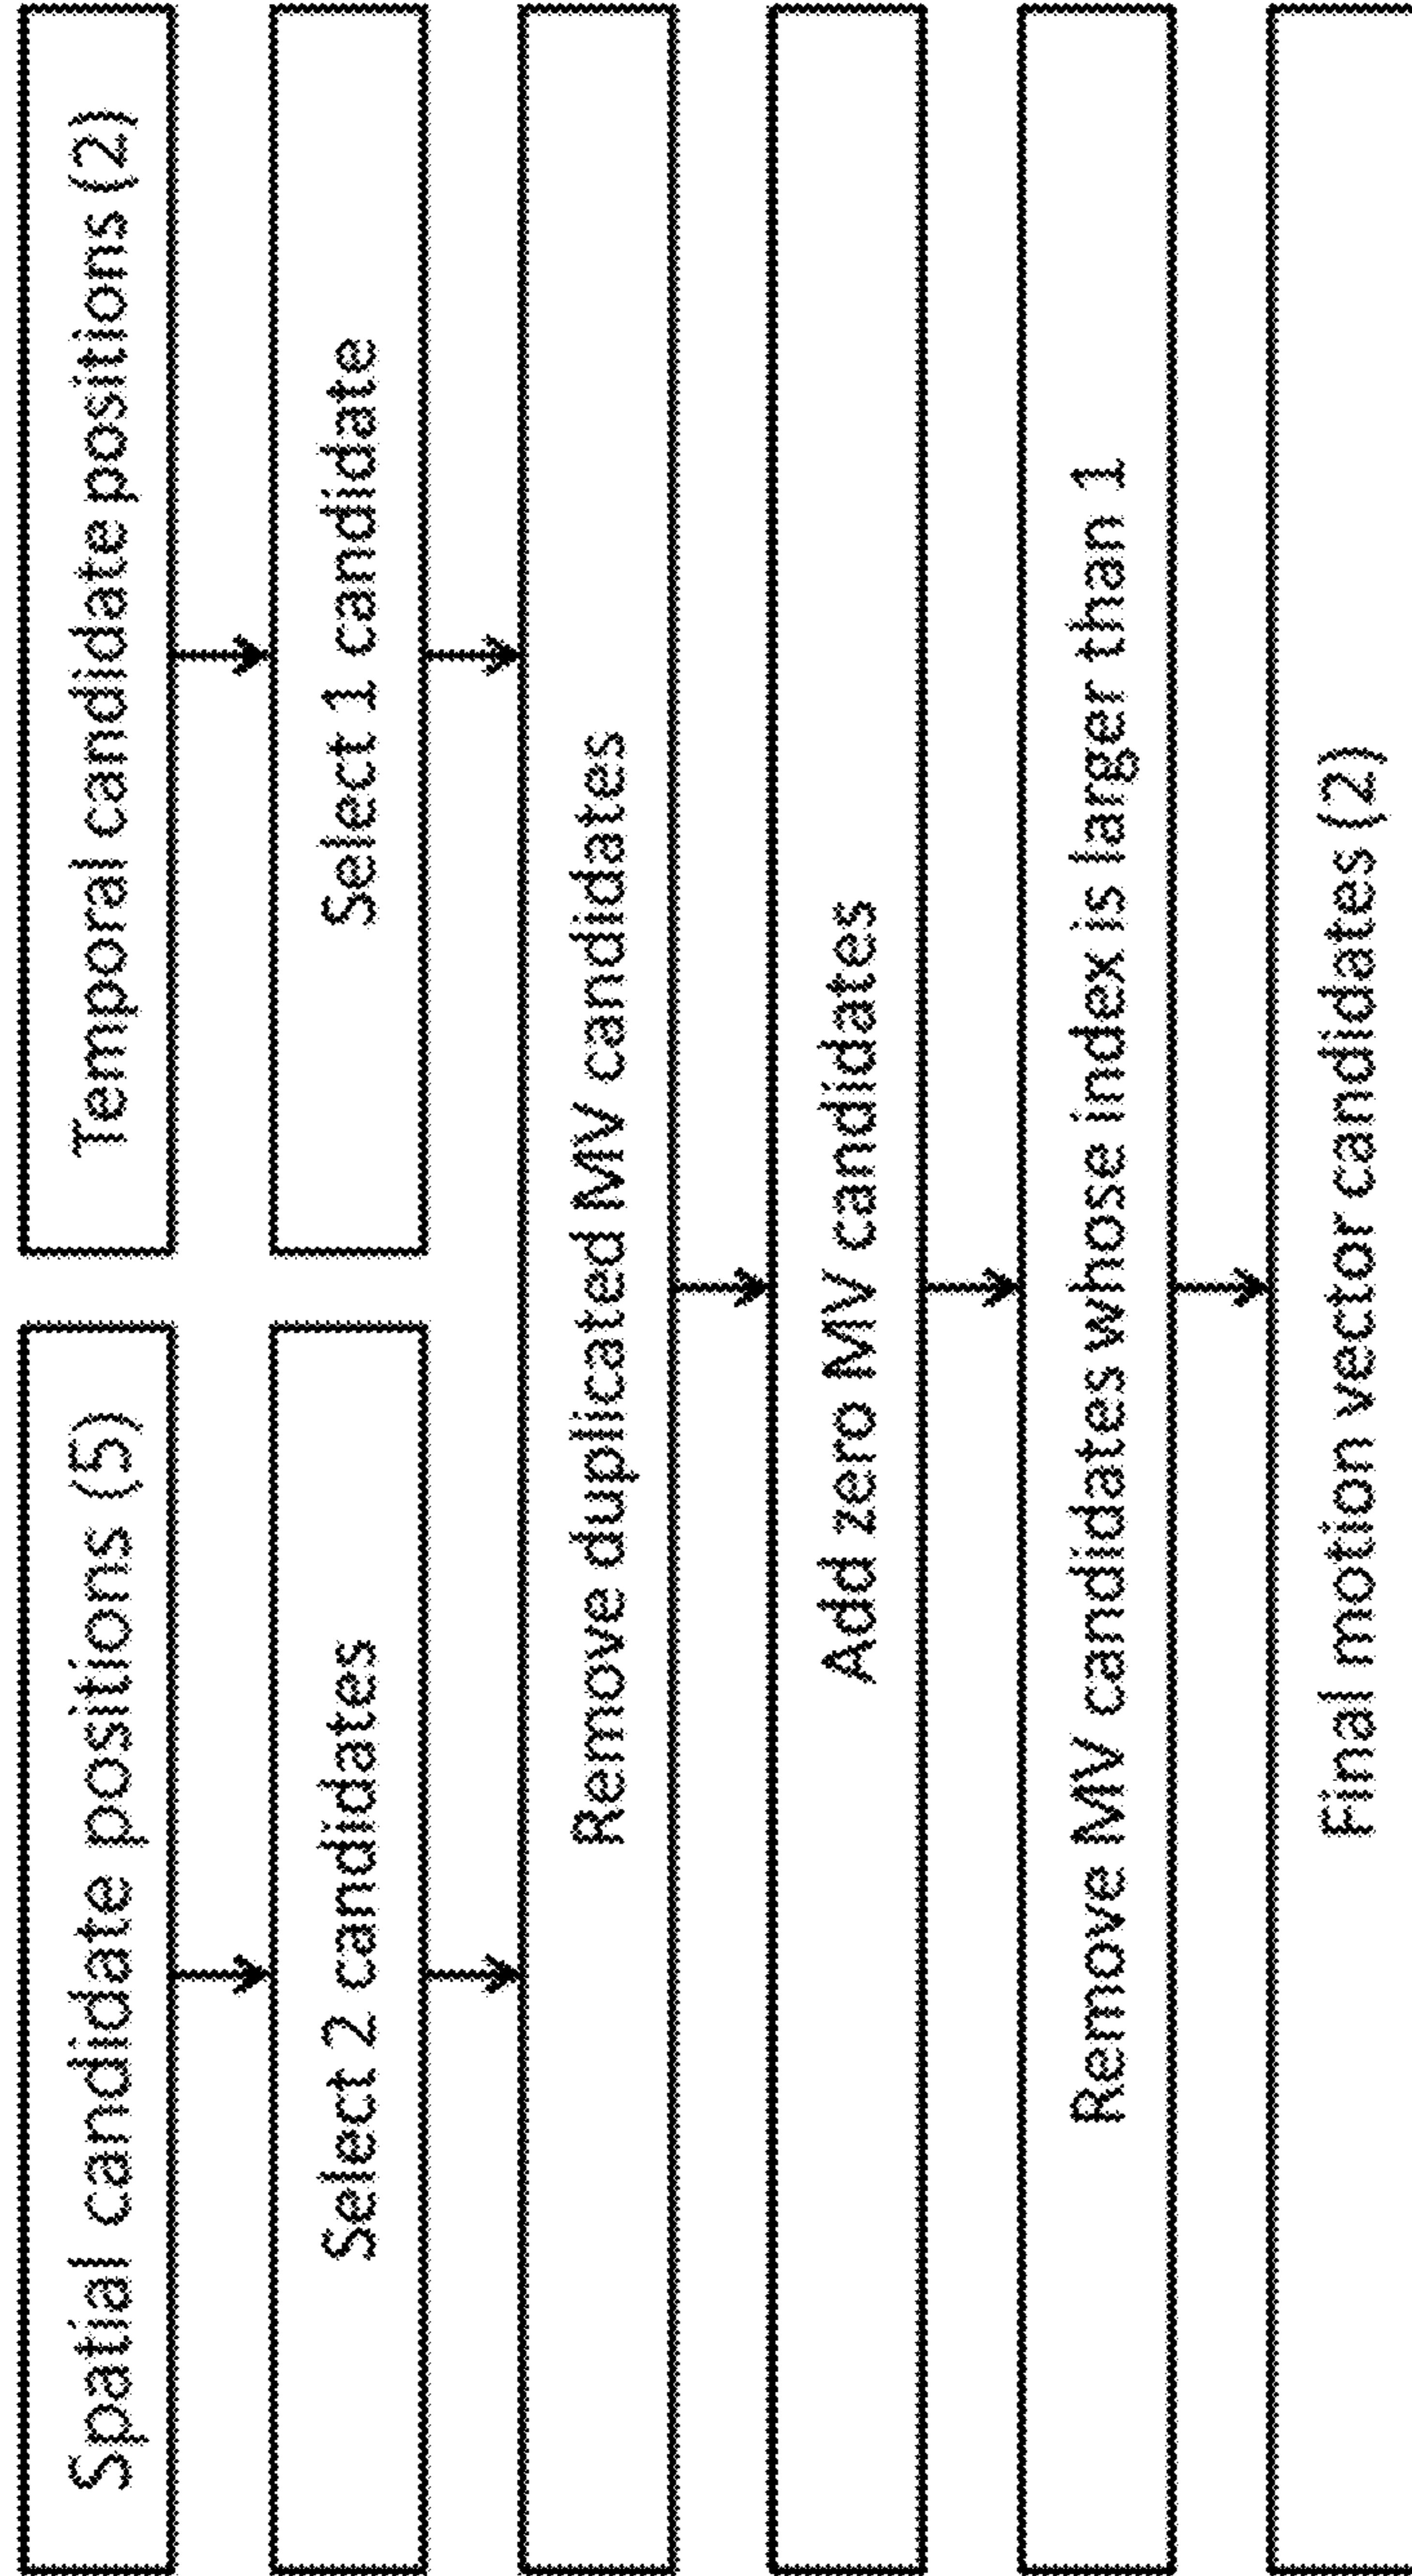 Spatial candidate positions (5)
Temporal candidate positions (2)
Select 2 candidates
Select 1 candidate
Remove duplicated MV candidates
Add zero MV candidates
Remove MV candidates whose index is larger than 1
Final motion vector candidates (2)